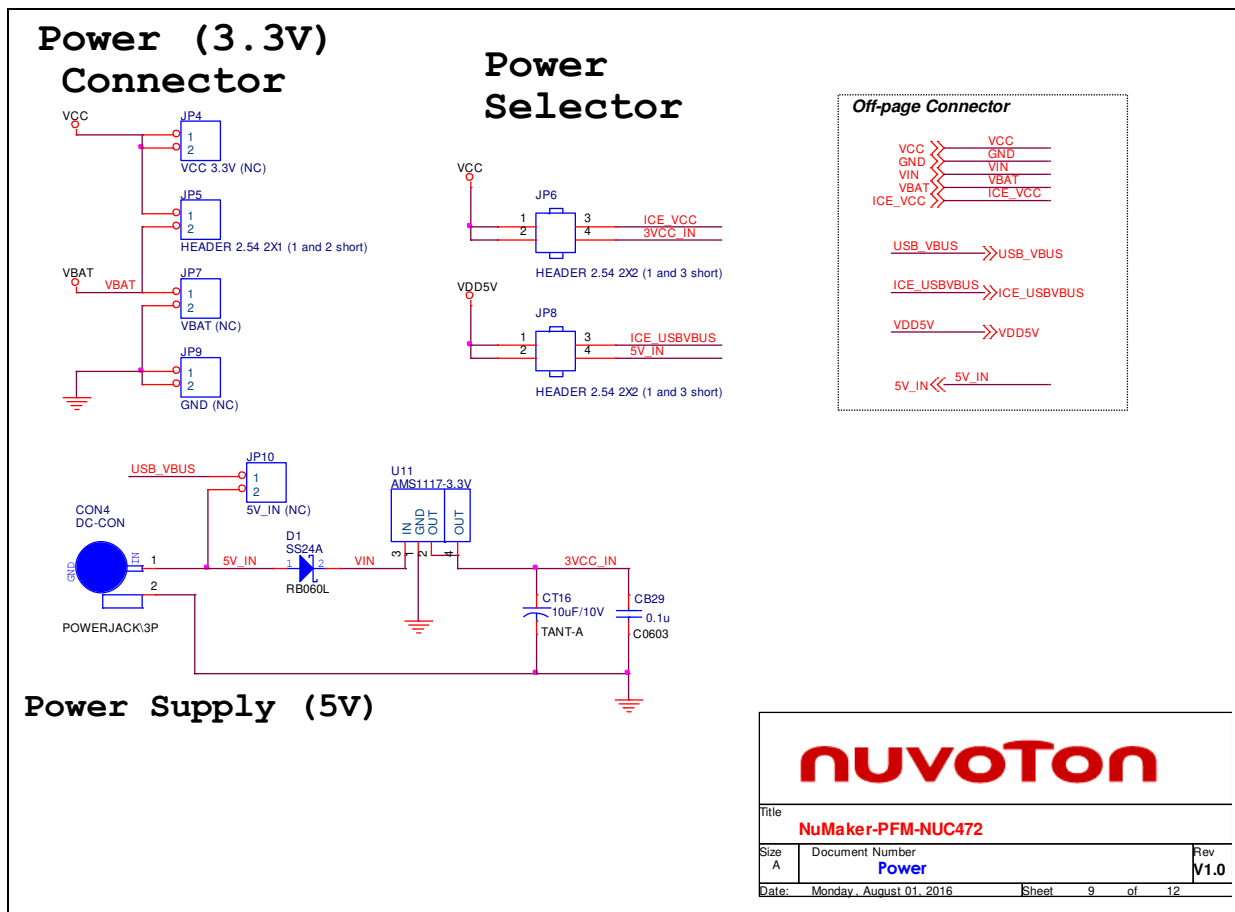 Power (3.3V)
Connector
VCC
JP4
1
2
VCC 3.3V (NC)
JP5
1
2
HEADER 2.54 2X1 (1 and 2 short)
VBAT
VBAT
JP7
1
2
VBAT (NC)
JP9
1
2
GND (NC)
Power
Selector
VCC
JP6
1
2
3
4
ICE_VCC
3VCC_IN
HEADER 2.54 2X2 (1 and 3 short)
VDD5V
JP8
1
2
3
4
ICE_USBVBUS
5V_IN
HEADER 2.54 2X2 (1 and 3 short)
Off-page Connector
VCC VCC
GND GND
VIN VIN
VBAT VBAT
ICE_VCC ICE_VCC
USB_VBUS USB_VBUS
ICE_USBVBUS ICE_USBVBUS
VDD5V VDD5V
5V_IN 5V_IN
USB_VBUS
JP10
1
2
5V_IN (NC)
CON4
DC-CON
GND
IN
1
2
POWERJACK\3P
5V_IN
D1
SS24A
1
2
RB060L
VIN
U11
AMS1117-3.3V
IN
GND
OUT
OUT
3
1
2
4
3VCC_IN
CT16
10uF/10V
TANT-A
CB29
0.1u
C0603
Power Supply (5V)
nuvoTon
Title
NuMaker-PFM-NUC472
Size
A
Document Number
Power
Rev
V1.0
Date: Monday, August 01, 2016 Sheet 9 of 12